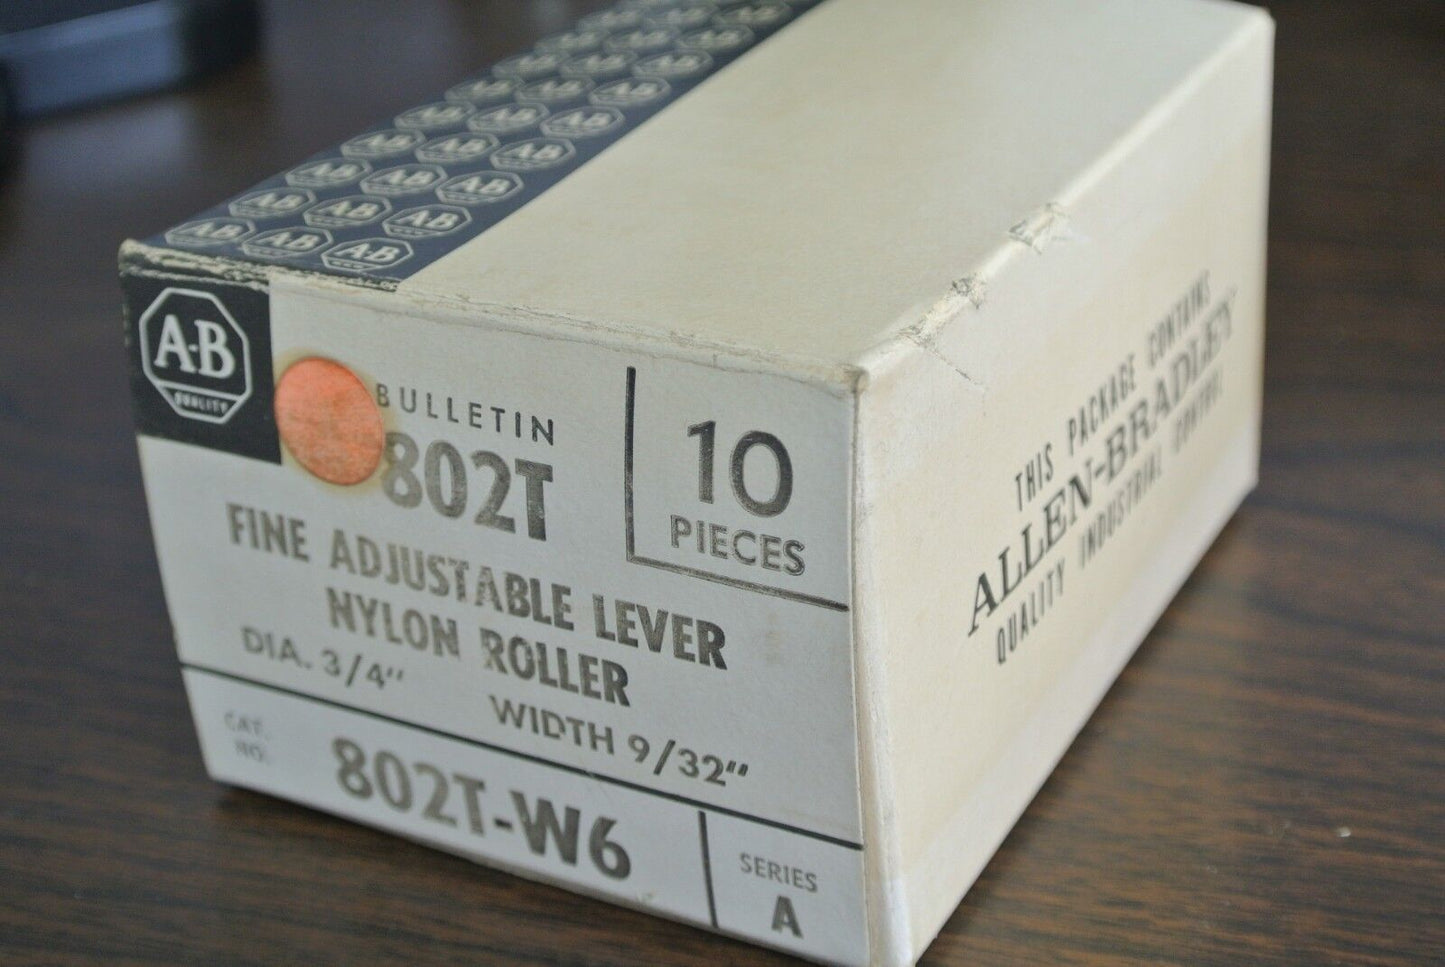 A-B
QUALITY
BULLETIN
802T
10
PIECES
FINE ADJUSTABLE LEVER
NYLON ROLLER
DIA. 3/4" WIDTH 9/32"
CAT.
NO.
802T-W6
SERIES
A
THIS PACKAGE CONTAINS
ALLEN-BRADLEY
QUALITY INDUSTRIAL CONTROL
A-B A-B A-B
A-B A-B A-B
A-B A-B A-B
A-B A-B A-B
A-B A-B A-B
A-B A-B A-B